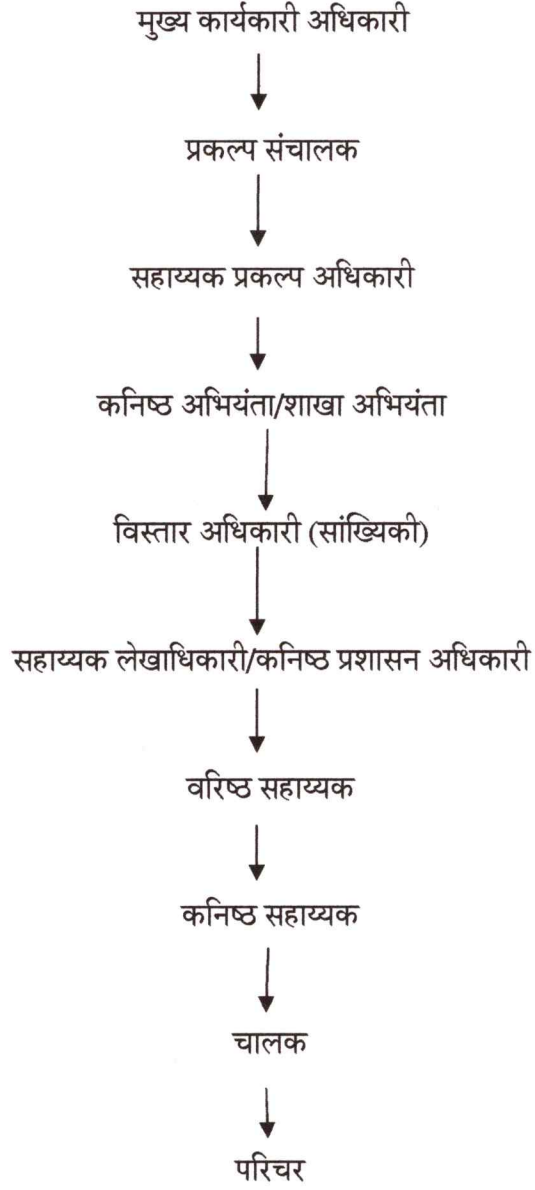 मुख्य कार्यकारी अधिकारी
प्रकल्प संचालक
सहाय्यक प्रकल्प अधिकारी
कनिष्ठ अभियंता/शाखा अभियंता
विस्तार अधिकारी (सांख्यिकी)
सहाय्यक लेखाधिकारी/कनिष्ठ प्रशासन अधिकारी
वरिष्ठ सहाय्यक
कनिष्ठ सहाय्यक
चालक
परिचर